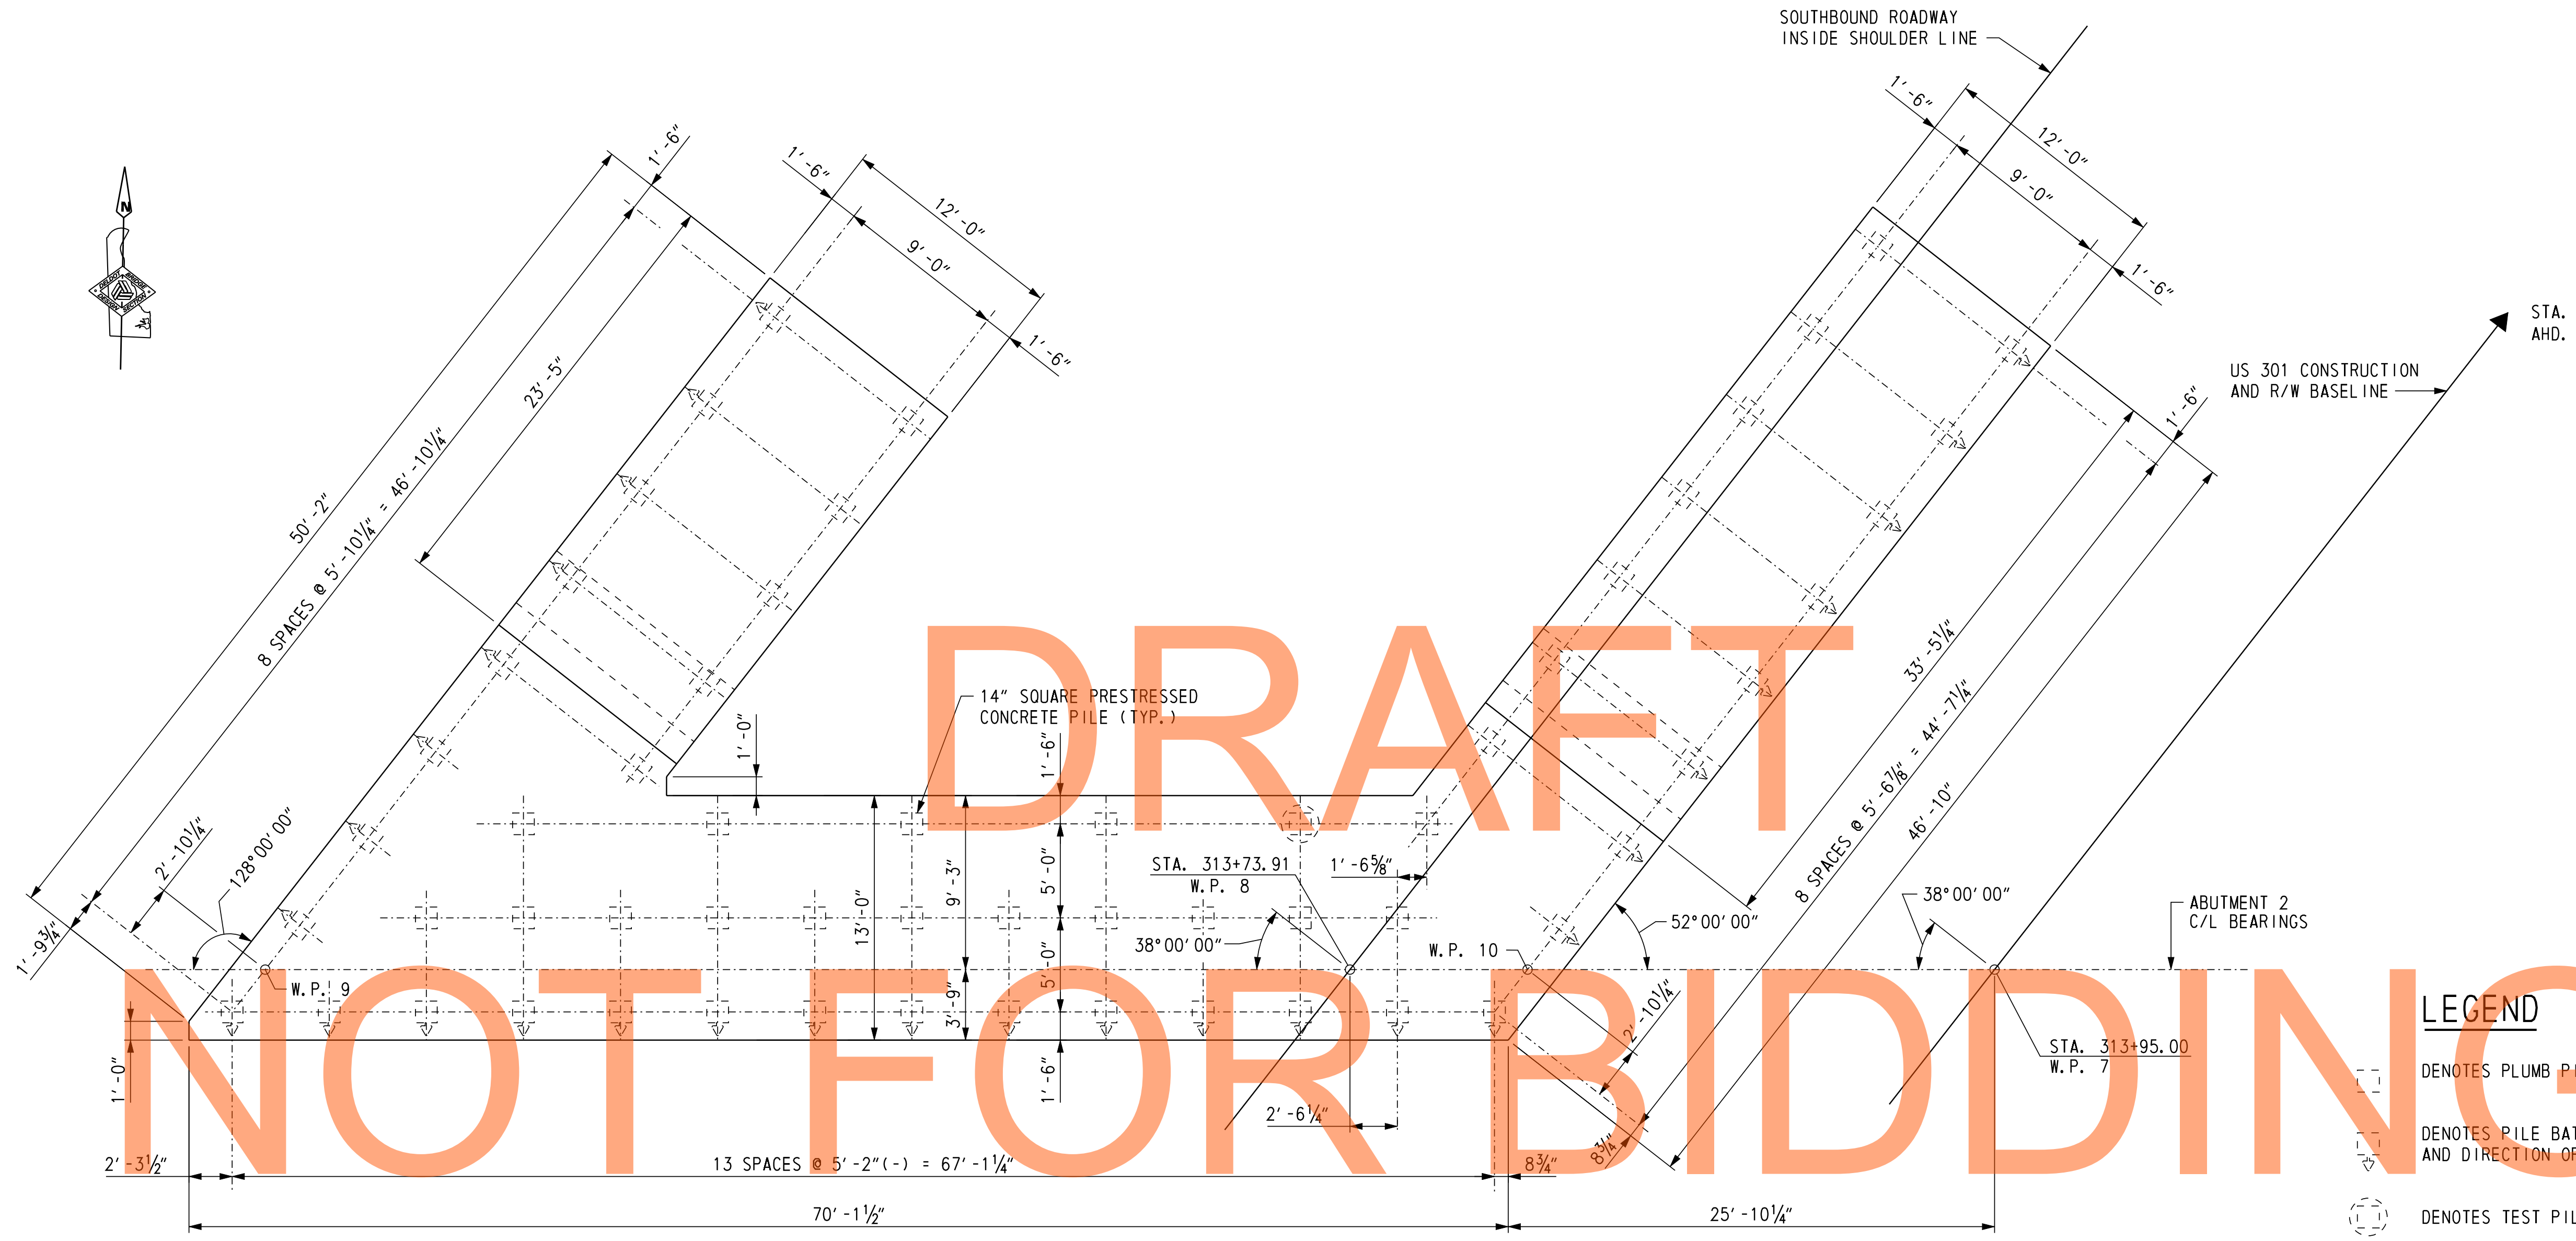 SOUTHBOUND ROADWAY
INSIDE SHOULDER LINE
1'-6"
12'-0"
9'-0"
1'-6"
STA.
AHD.
US 301 CONSTRUCTION
AND R/W BASELINE
1'-6"
N
DELDOT BRIDGE
DESIGN SECTION
1'-6"
1'-6"
12'-0"
9'-0"
1'-6"
23'-5"
50'-2"
8 SPACES @ 5'-10¼" = 46'-10¼"
14" SQUARE PRESTRESSED
CONCRETE PILE (TYP.)
1'-0"
1'-6"
33'-5¼"
8 SPACES @ 5'-6⅞" = 44'-7¼"
46'-10"
2'-10¼"
128°00'00"
1'-9¾"
13'-0"
9'-3"
5'-0"
STA. 313+73.91
W.P. 8
1'-6⅝"
38°00'00"
52°00'00"
38°00'00"
ABUTMENT 2
C/L BEARINGS
W.P. 9
W.P. 10
3'-9"
5'-0"
1'-0"
1'-6"
2'-10¼"
8¾"
STA. 313+95.00
W.P. 7
2'-6¼"
2'-3½"
13 SPACES @ 5'-2"(-) = 67'-1¼"
8¾"
70'-1½"
25'-10¼"
LEGEND
DENOTES PLUMB
DENOTES PILE
AND DIRECTION
DENOTES TEST
DRAFT
NOT FOR BIDDING